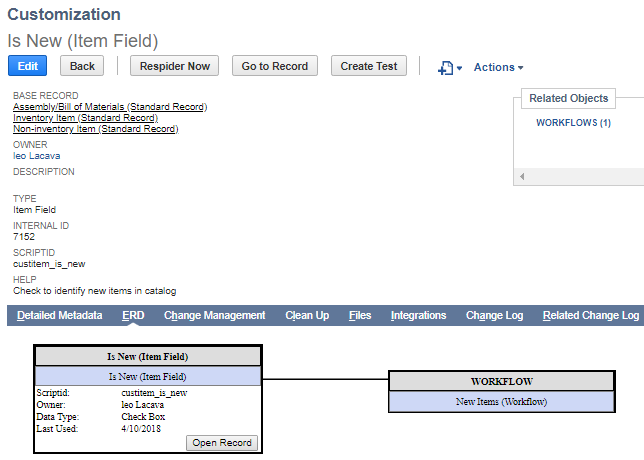 Customization
Is New (Item Field)
Edit Back Respider Now Go to Record Create Test Actions
BASE RECORD
Assembly/Bill of Materials (Standard Record)
Inventory Item (Standard Record)
Non-inventory Item (Standard Record)
OWNER
leo Lacava
DESCRIPTION
TYPE
Item Field
INTERNAL ID
7152
SCRIPTID
custitem_is_new
HELP
Check to identify new items in catalog
Related Objects
WORKFLOWS (1)
Detailed Metadata ERD Change Management Clean Up Files Integrations Change Log Related Change Log
Is New (Item Field)
Is New (Item Field)
Scriptid: custitem_is_new
Owner: leo Lacava
Data Type: Check Box
Last Used: 4/10/2018
Open Record
WORKFLOW
New Items (Workflow)